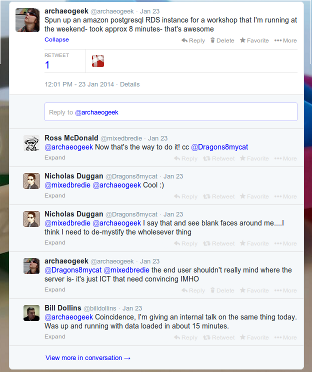 archaeogeek @archaeogeek · Jan 23
Spun up an amazon postgresql RDS instance for a workshop that I'm running at
the weekend- took approx 8 minutes- that's awesome
Collapse Reply Delete Favorite More
RETWEET
1
12:01 PM - 23 Jan 2014 · Details
Reply to @archaeogeek
Ross McDonald @mixedbredie · Jan 23
@archaeogeek Now that's the way to do it! cc @Dragons8mycat
Expand Reply Retweet Favorite More
Nicholas Duggan @Dragons8mycat · Jan 23
@mixedbredie @archaeogeek Cool :)
Expand Reply Retweet Favorite More
Nicholas Duggan @Dragons8mycat · Jan 23
@mixedbredie @archaeogeek I say that and see blank faces around me....I
think I need to de-mystify the wholesever thing
Expand Reply Retweet Favorite More
archaeogeek @archaeogeek · Jan 23
@Dragons8mycat @mixedbredie the end user shouldn't really mind where the
server is- it's just ICT that need convincing IMHO
Expand Reply Delete Favorite More
Bill Dollins @billdollins · Jan 23
@archaeogeek Coincidence, I'm giving an internal talk on the same thing today.
Was up and running with data loaded in about 15 minutes.
Expand Reply Retweet Favorite More
View more in conversation →